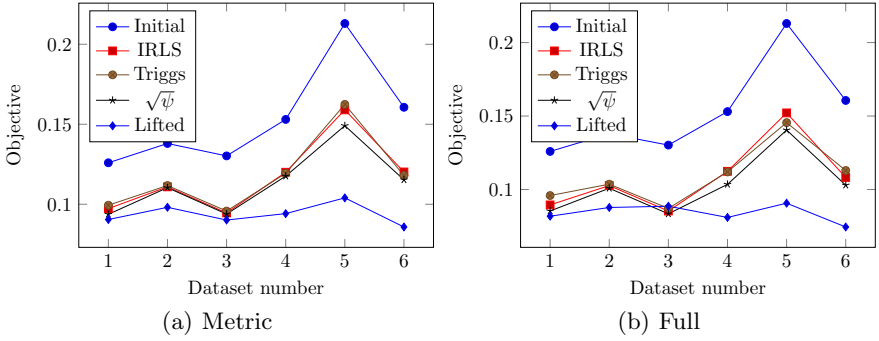 0.2
0.15
0.1
Objective
Initial
IRLS
Triggs
√ψ
Lifted
1 2 3 4 5 6
Dataset number
(a) Metric
0.2
0.15
0.1
Objective
Initial
IRLS
Triggs
√ψ
Lifted
1 2 3 4 5 6
Dataset number
(b) Full